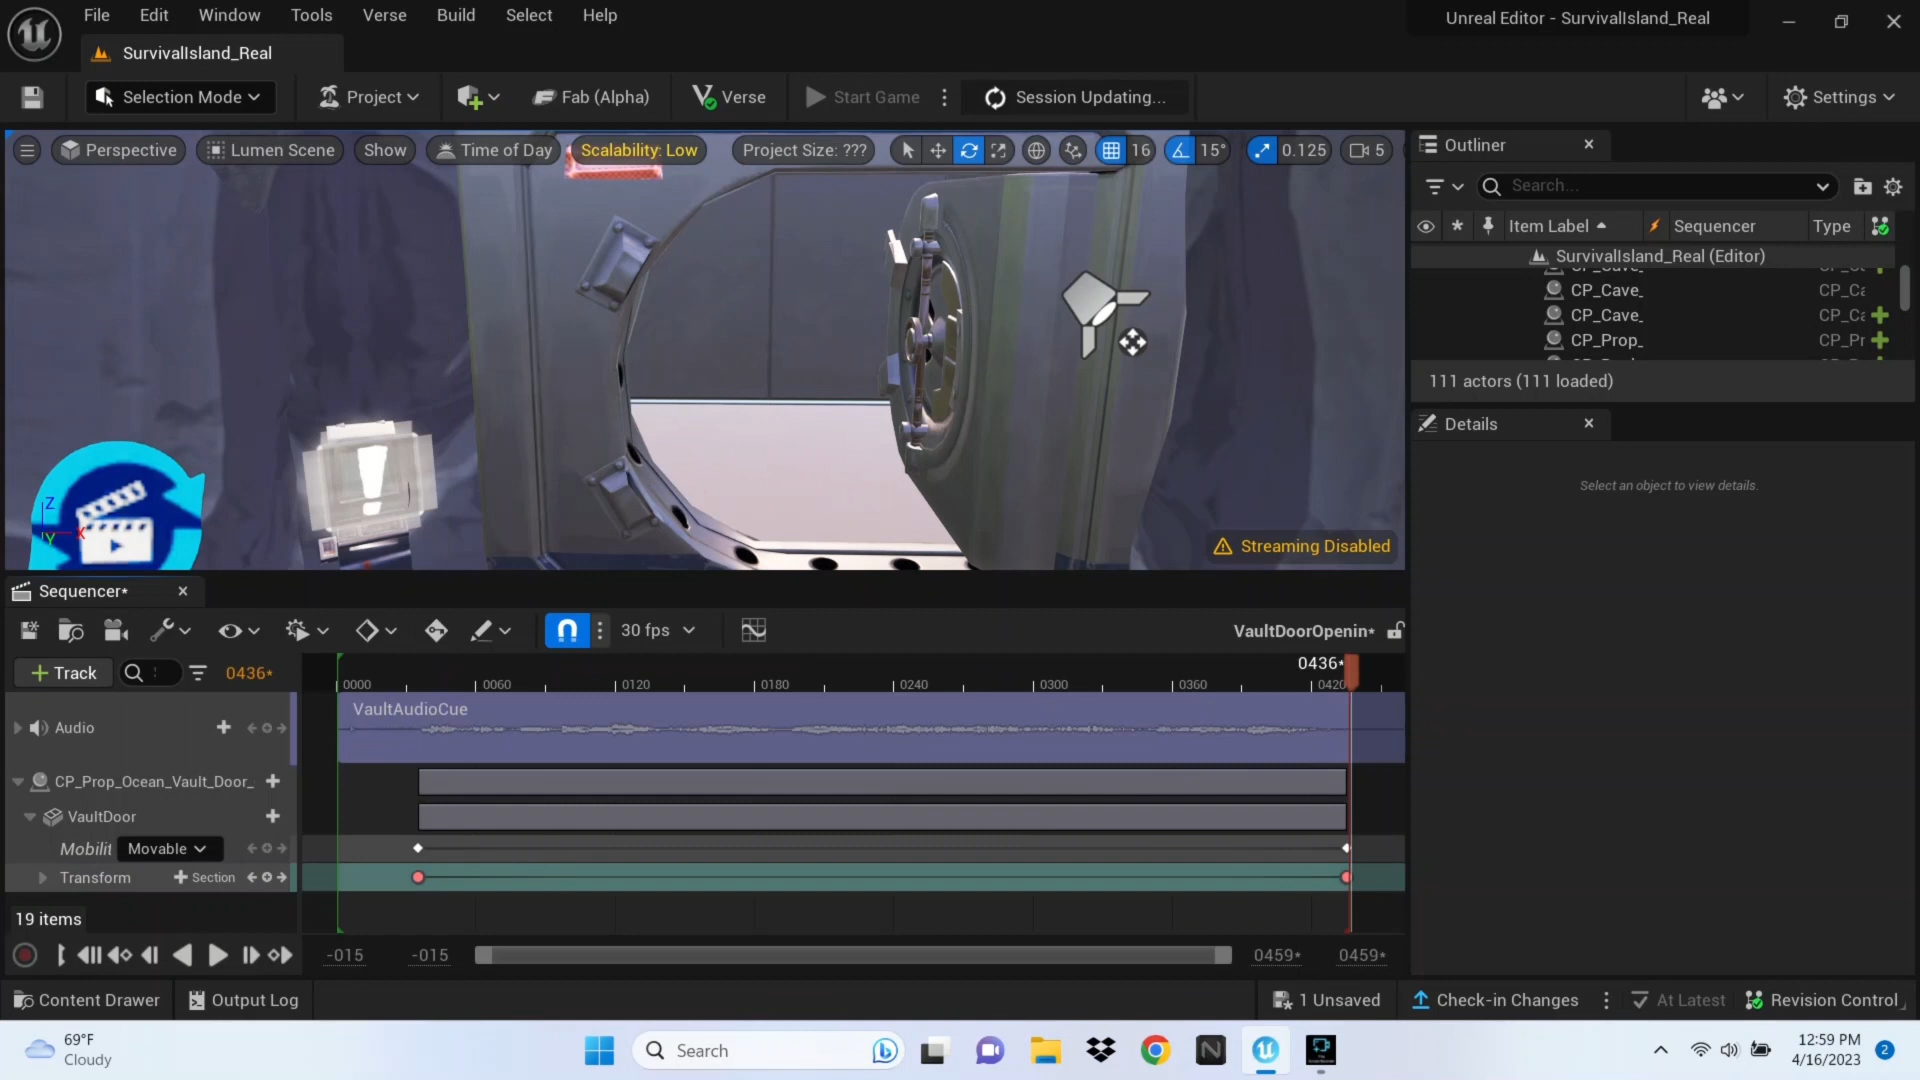 File Edit Window Tools Verse Build Select Help
Unreal Editor - SurvivalIsland_Real
SurvivalIsland_Real
Selection Mode
Project
Fab (Alpha)
Verse
Start Game
Session Updating...
Settings
Perspective
Lumen Scene
Show
Time of Day
Scalability: Low
Project Size: ???
16
15°
0.125
5
Streaming Disabled
Z
X
Y
Outliner
Search...
Item Label
Sequencer
Type
SurvivalIsland_Real (Editor)
CP_Cave_ CP_Ca
CP_Cave_ CP_Ca
CP_Prop_ CP_Pr
111 actors (111 loaded)
Details
Select an object to view details.
Sequencer*
30 fps
VaultDoorOpenin*
Track
0436*
0436*
0000 0060 0120 0180 0240 0300 0360 0420
Audio
VaultAudioCue
CP_Prop_Ocean_Vault_Door_
VaultDoor
Mobilit Movable
Transform Section
19 items
-015 -015 0459* 0459*
Content Drawer
Output Log
1 Unsaved
Check-in Changes
At Latest
Revision Control
69°F
Cloudy
Search
12:59 PM
4/16/2023
2